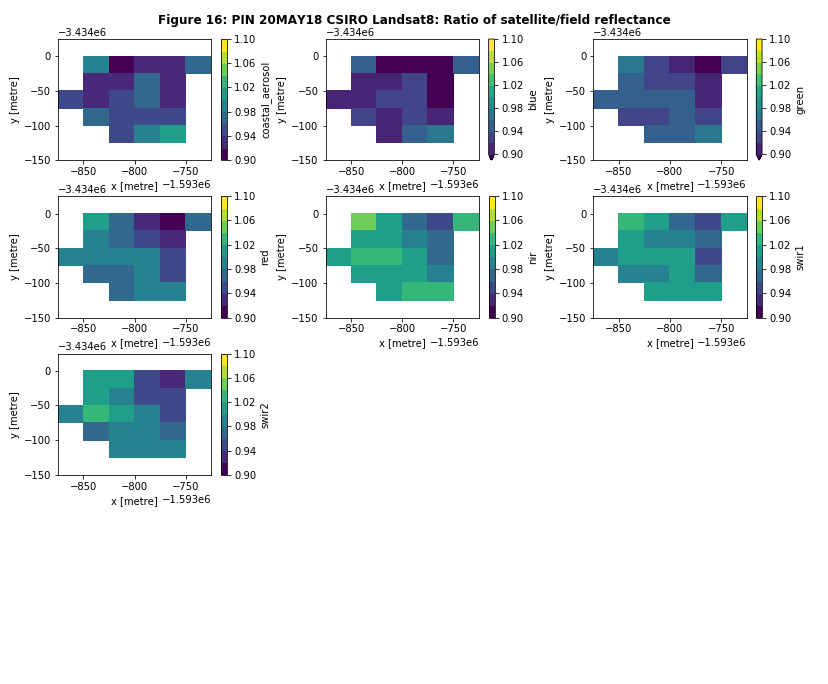 Figure 16: PIN 20MAY18 CSIRO Landsat8: Ratio of satellite/field reflectance
−3.434e6
y [metre]
0
−50
−100
−150
−850
−800
−750
x [metre]
−1.593e6
1.10
1.06
1.02
0.98
0.94
0.90
coastal_aerosol
−3.434e6
y [metre]
0
−50
−100
−150
−850
−800
−750
x [metre]
−1.593e6
1.10
1.06
1.02
0.98
0.94
0.90
blue
−3.434e6
y [metre]
0
−50
−100
−150
−850
−800
−750
x [metre]
−1.593e6
1.10
1.06
1.02
0.98
0.94
0.90
green
−3.434e6
y [metre]
0
−50
−100
−150
−850
−800
−750
x [metre]
−1.593e6
1.10
1.06
1.02
0.98
0.94
0.90
red
−3.434e6
y [metre]
0
−50
−100
−150
−850
−800
−750
x [metre]
−1.593e6
1.10
1.06
1.02
0.98
0.94
0.90
nir
−3.434e6
y [metre]
0
−50
−100
−150
−850
−800
−750
x [metre]
−1.593e6
1.10
1.06
1.02
0.98
0.94
0.90
swir1
−3.434e6
y [metre]
0
−50
−100
−150
−850
−800
−750
x [metre]
−1.593e6
1.10
1.06
1.02
0.98
0.94
0.90
swir2